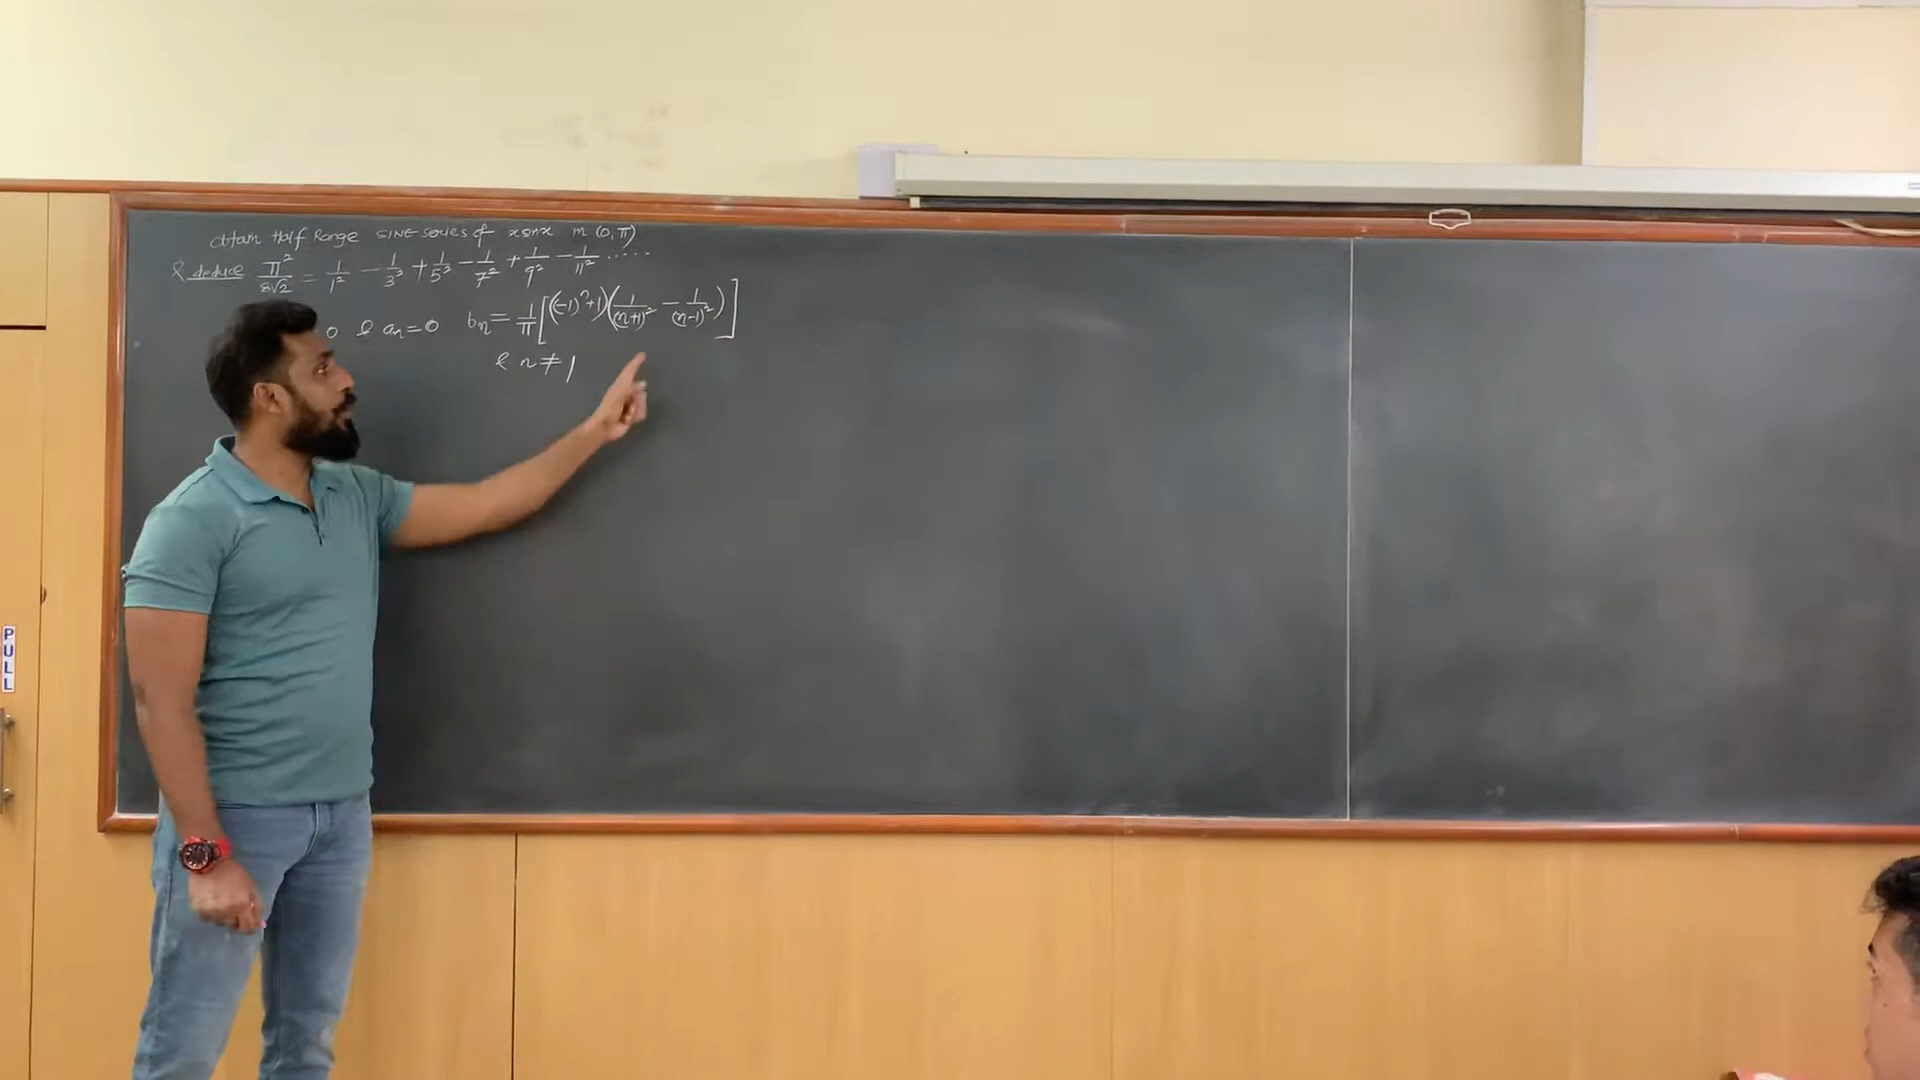 obtain Half Range SINE series of x sinx in (0, π)
& deduce π²/8√2 = 1/1² - 1/3² + 1/5² - 1/7² + 1/9² - 1/11² .....
0 & aₙ=0 bₙ= 1/π [((-1)ⁿ+1)(1/(n+1)² - 1/(n-1)²)]
& n ≠ 1
PULL